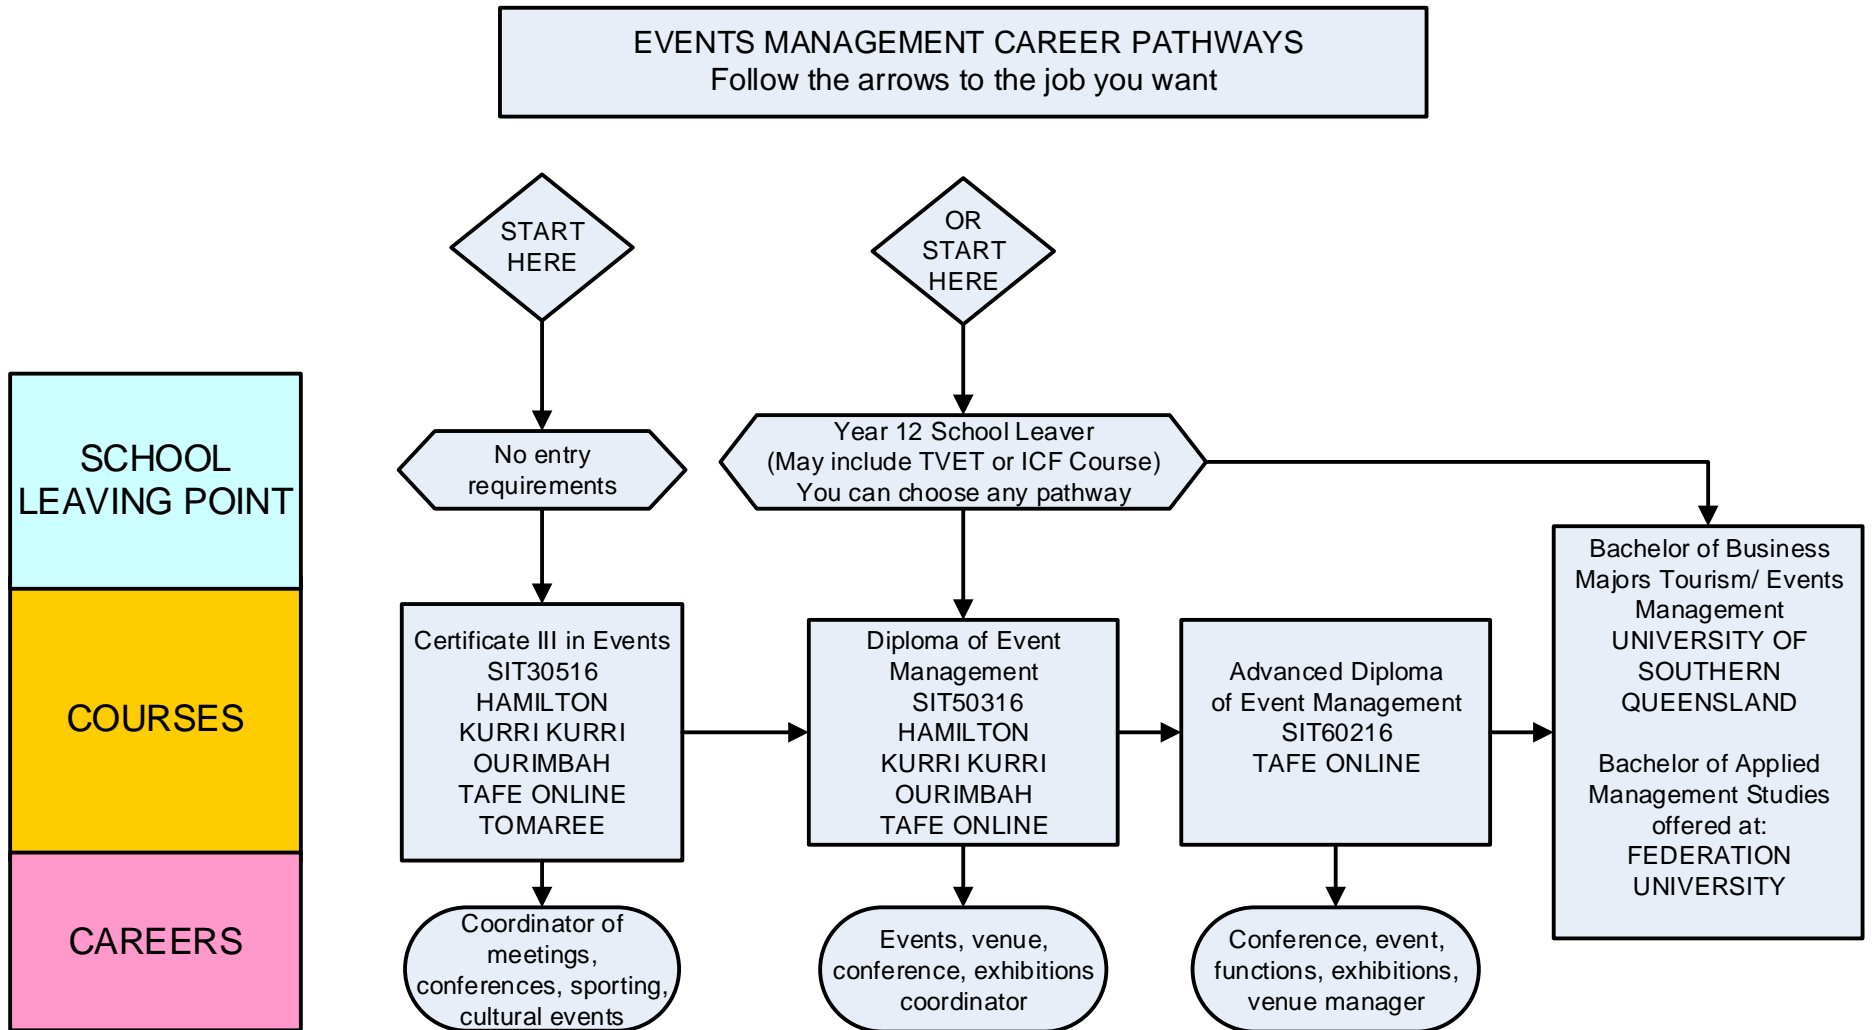 EVENTS MANAGEMENT CAREER PATHWAYS
Follow the arrows to the job you want
START
HERE
OR
START
HERE
SCHOOL
LEAVING POINT
No entry
requirements
Year 12 School Leaver
(May include TVET or ICF Course)
You can choose any pathway
COURSES
Certificate III in Events
SIT30516
HAMILTON
KURRI KURRI
OURIMBAH
TAFE ONLINE
TOMAREE
Diploma of Event
Management
SIT50316
HAMILTON
KURRI KURRI
OURIMBAH
TAFE ONLINE
Advanced Diploma
of Event Management
SIT60216
TAFE ONLINE
Bachelor of Business
Majors Tourism/ Events
Management
UNIVERSITY OF
SOUTHERN
QUEENSLAND
Bachelor of Applied
Management Studies
offered at:
FEDERATION
UNIVERSITY
CAREERS
Coordinator of
meetings,
conferences, sporting,
cultural events
Events, venue,
conference, exhibitions
coordinator
Conference, event,
functions, exhibitions,
venue manager